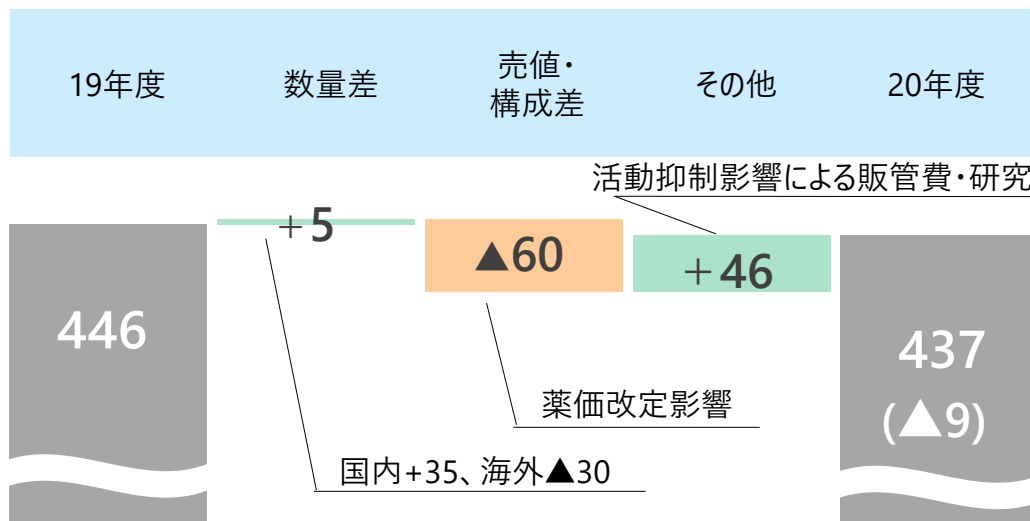 19年度
数量差
売値・
構成差
その他
20年度
活動抑制影響による販管費・研究
446
+5
▲60
+46
437
(▲9)
薬価改定影響
国内+35、海外▲30